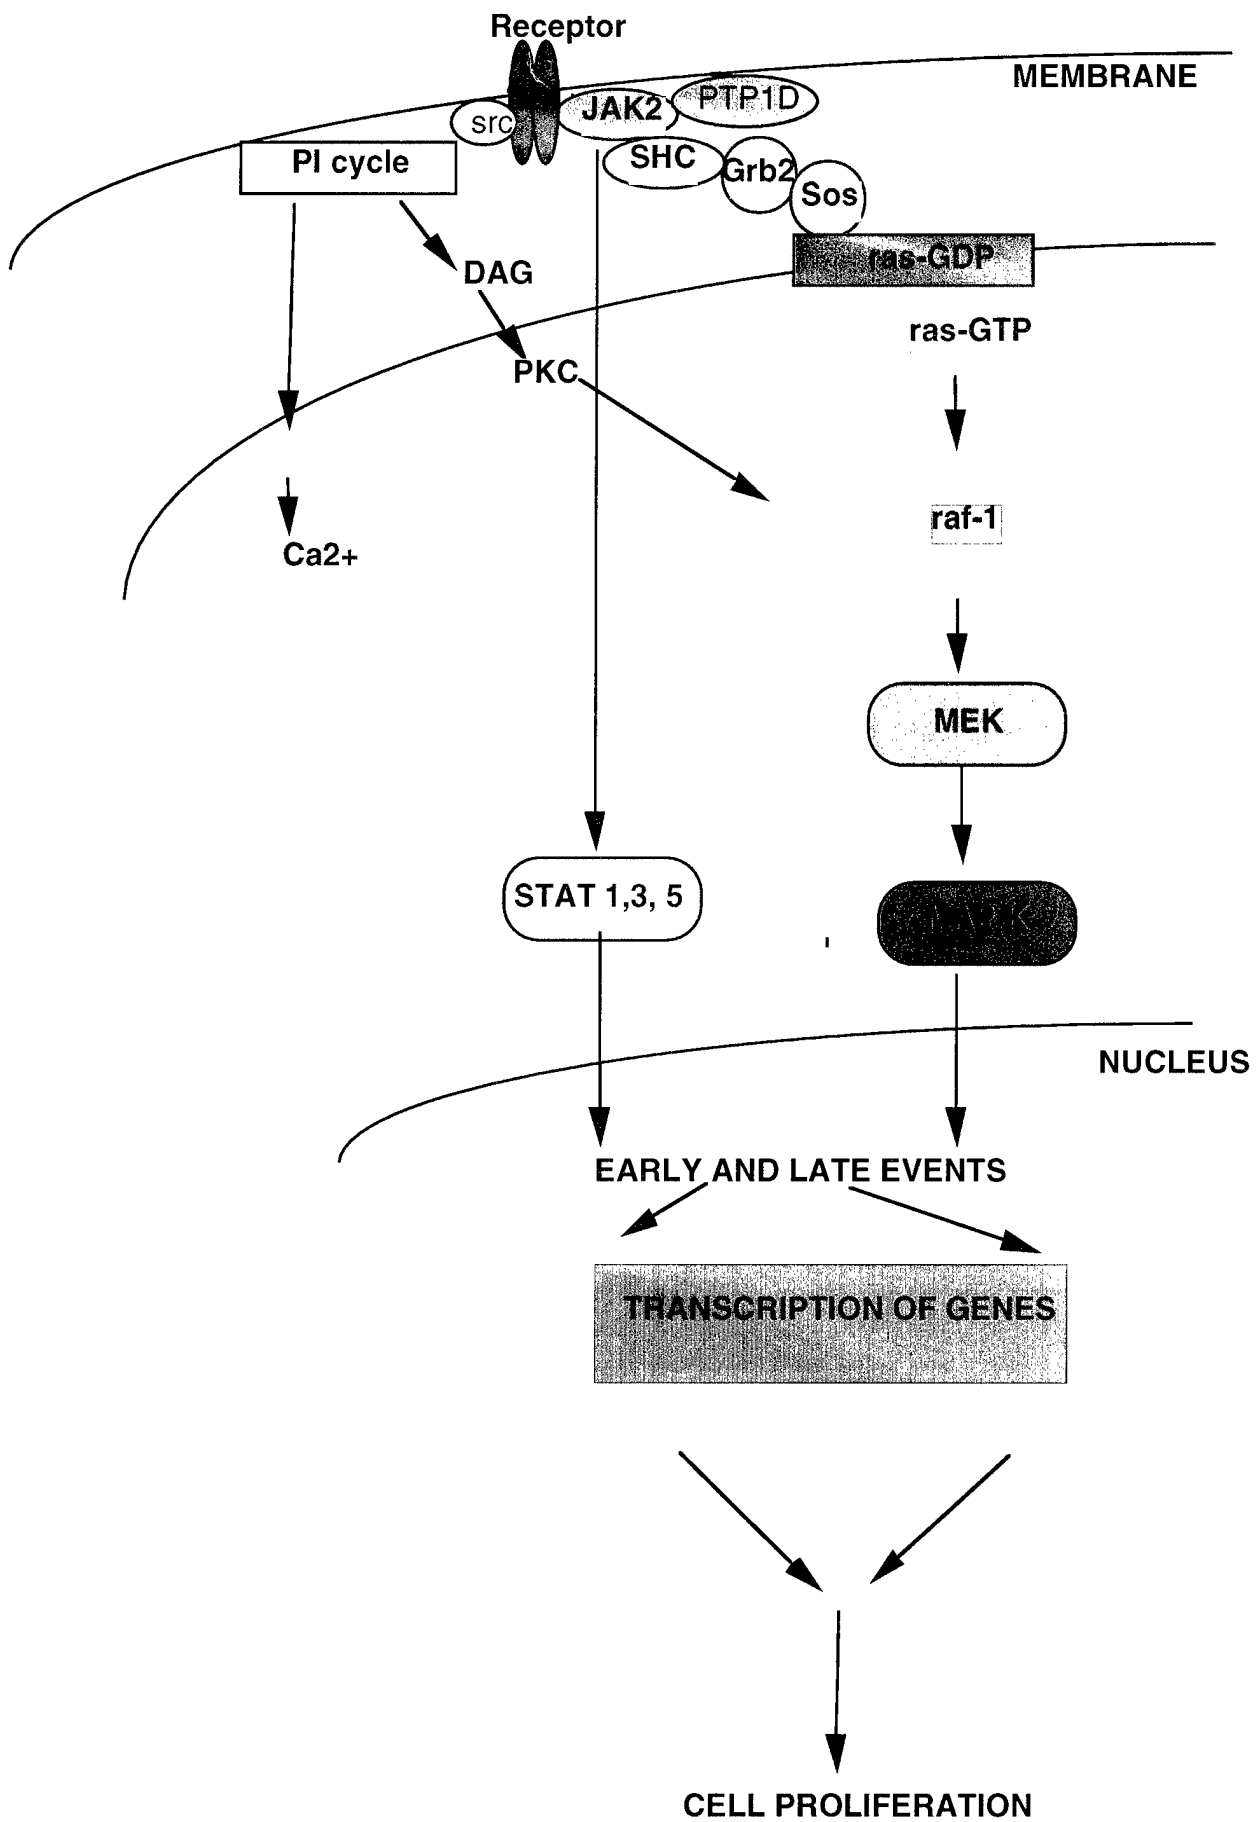 Receptor
MEMBRANE
src
JAK2
PTP1D
PI cycle
SHC
Grb2
Sos
DAG
ras-GDP
ras-GTP
PKC
raf-1
Ca2+
MEK
STAT 1,3, 5
NUCLEUS
EARLY AND LATE EVENTS
TRANSCRIPTION OF GENES
CELL PROLIFERATION